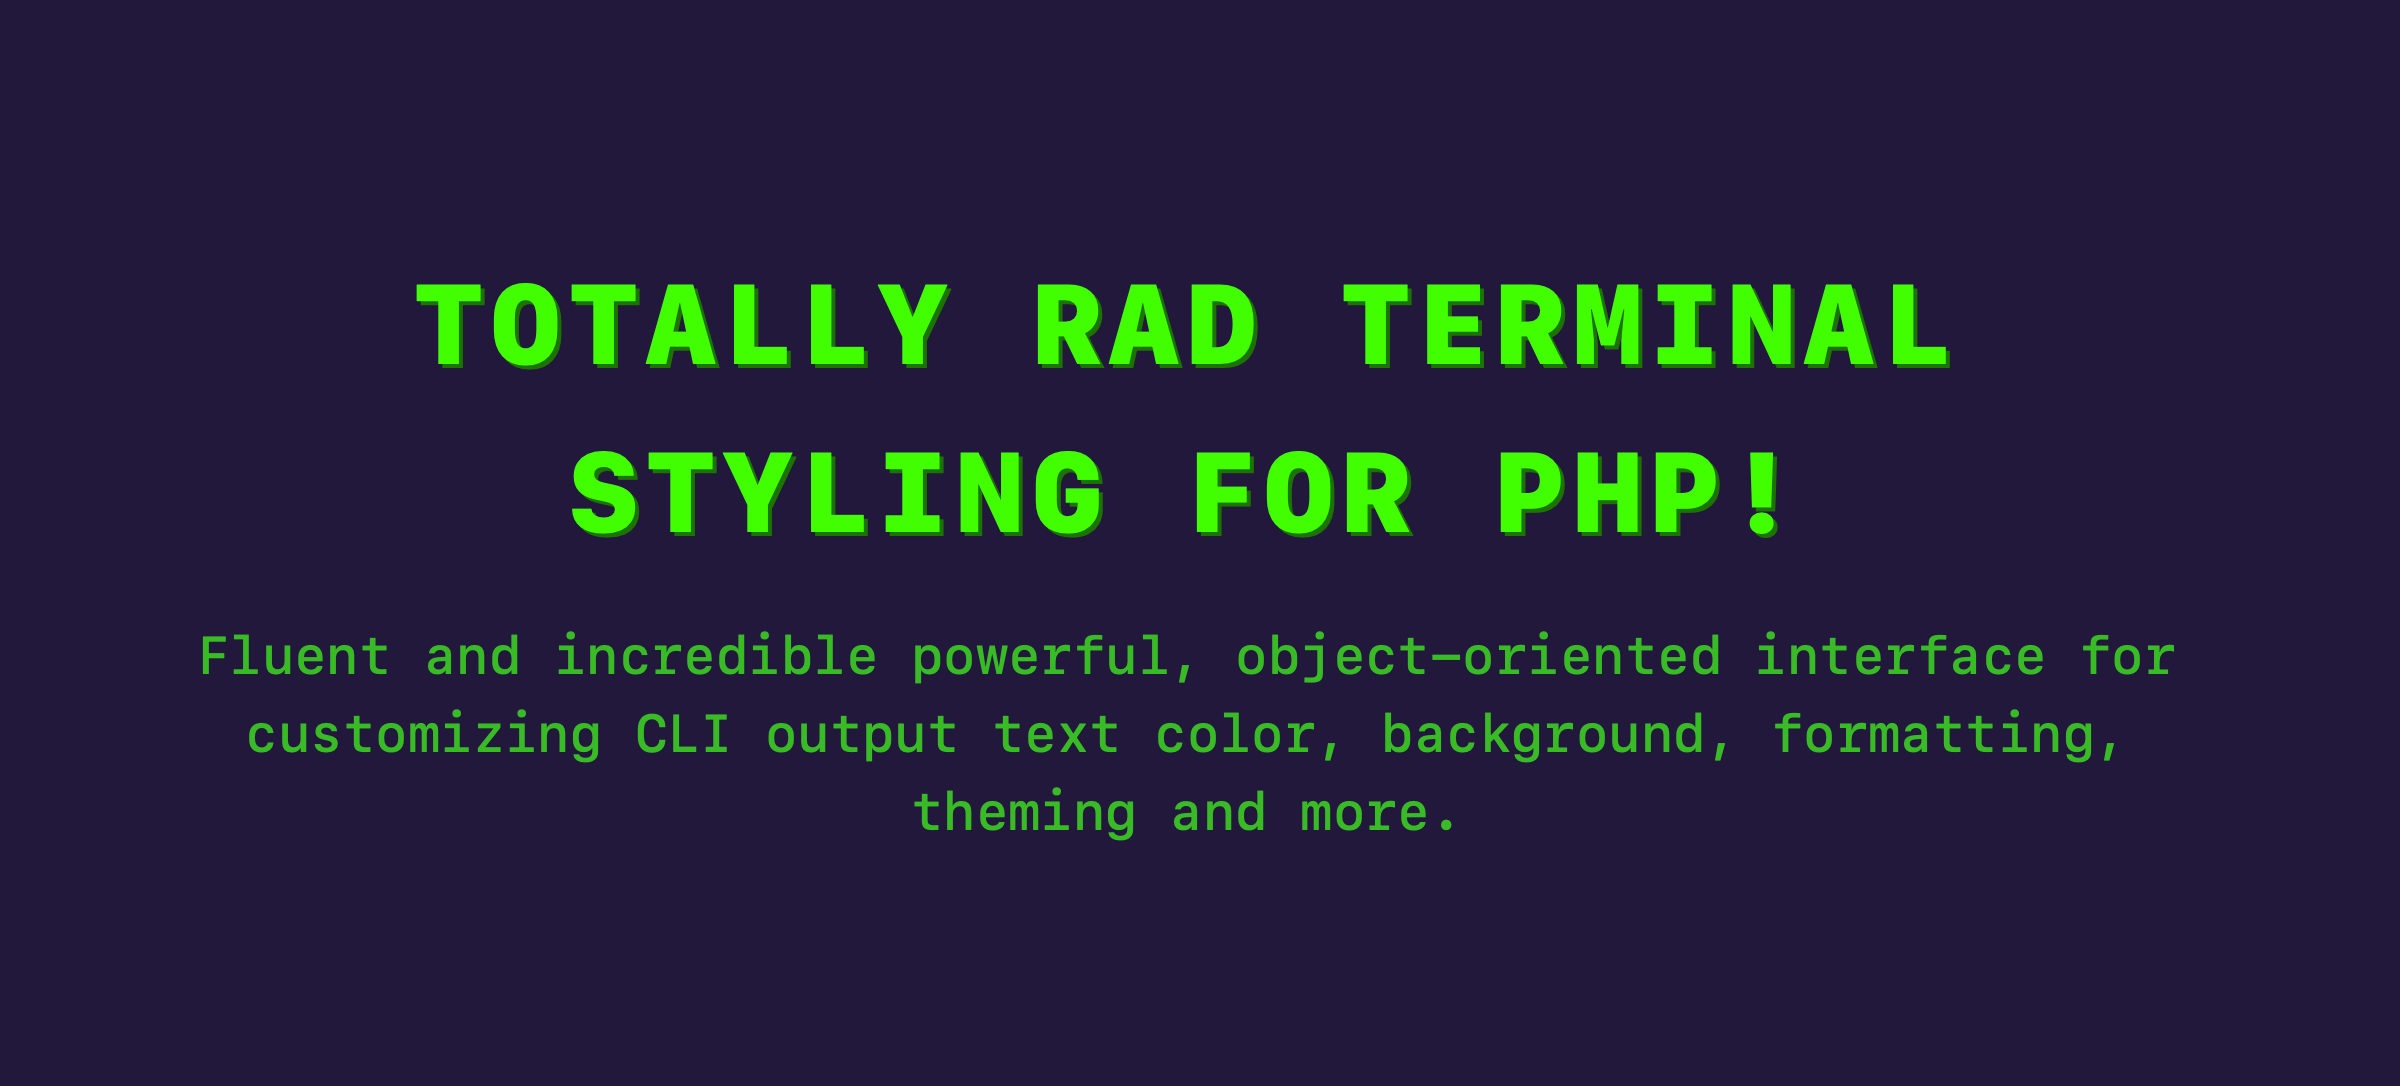 TOTALLY RAD TERMINAL
STYLING FOR PHP!
Fluent and incredible powerful, object-oriented interface for
customizing CLI output text color, background, formatting,
theming and more.